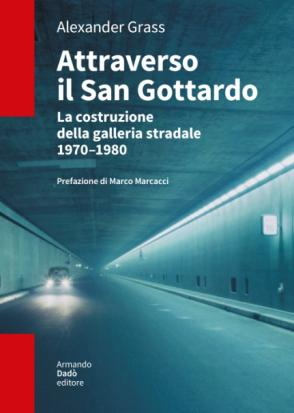 Alexander Grass
Attraverso
il San Gottardo
La costruzione
della galleria stradale
1970–1980
Prefazione di Marco Marcacci
Armando
Dadò
editore